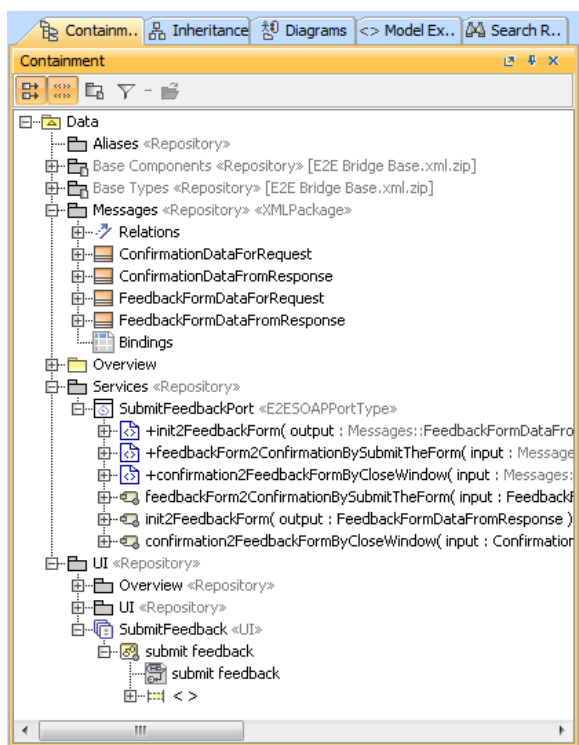 Containm.. Inheritance Diagrams <> Model Ex.. Search R..
Containment
Data
Aliases «Repository»
Base Components «Repository» [E2E Bridge Base.xml.zip]
Base Types «Repository» [E2E Bridge Base.xml.zip]
Messages «Repository» «XMLPackage»
Relations
ConfirmationDataForRequest
ConfirmationDataFromResponse
FeedbackFormDataForRequest
FeedbackFormDataFromResponse
Bindings
Overview
Services «Repository»
SubmitFeedbackPort «E2ESOAPPortType»
+init2FeedbackForm( output : Messages::FeedbackFormDataFro
+feedbackForm2ConfirmationBySubmitTheForm( input : Message
+confirmation2FeedbackFormByCloseWindow( input : Messages:
feedbackForm2ConfirmationBySubmitTheForm( input : FeedbackF
init2FeedbackForm( output : FeedbackFormDataFromResponse )
confirmation2FeedbackFormByCloseWindow( input : Confirmation
UI «Repository»
Overview «Repository»
UI «Repository»
SubmitFeedback «UI»
submit feedback
submit feedback
< >